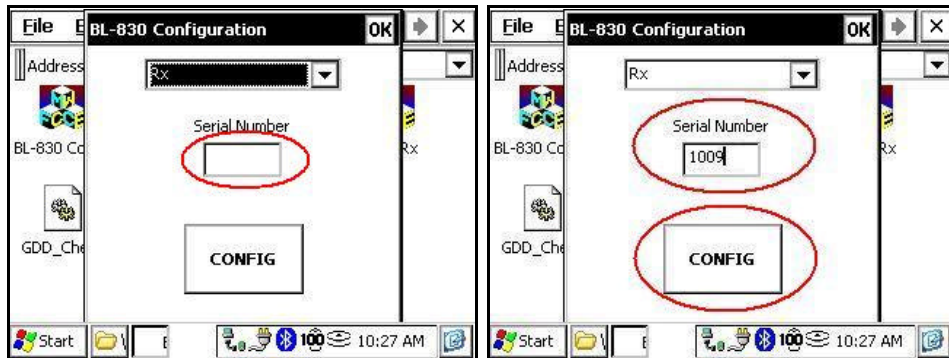 File E
BL-830 Configuration
OK
Address
Rx
Serial Number
BL-830 Co
Rx
GDD_Che
CONFIG
Start
\
E
100
10:27 AM
File E
BL-830 Configuration
OK
Address
Rx
Serial Number
1009
BL-830 Co
Rx
GDD_Che
CONFIG
Start
\
E
100
10:27 AM